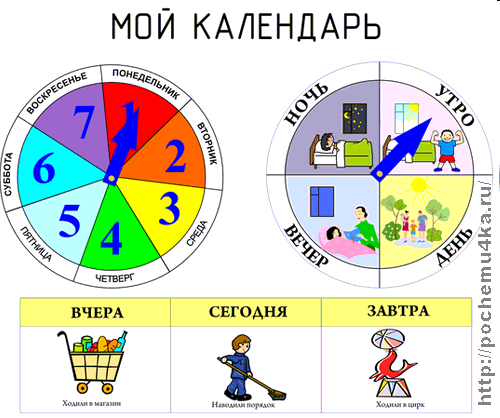 МОЙ КАЛЕНДАРЬ
ПОНЕДЕЛЬНИК
ВТОРНИК
СРЕДА
ЧЕТВЕРГ
ПЯТНИЦА
СУББОТА
ВОСКРЕСЕНЬЕ
1
2
3
4
5
6
7
НОЧЬ
УТРО
ДЕНЬ
ВЕЧЕР
ВЧЕРА
СЕГОДНЯ
ЗАВТРА
Ходили в магазин
Наводили порядок
Ходили в цирк
http://pochemu4ka.ru/